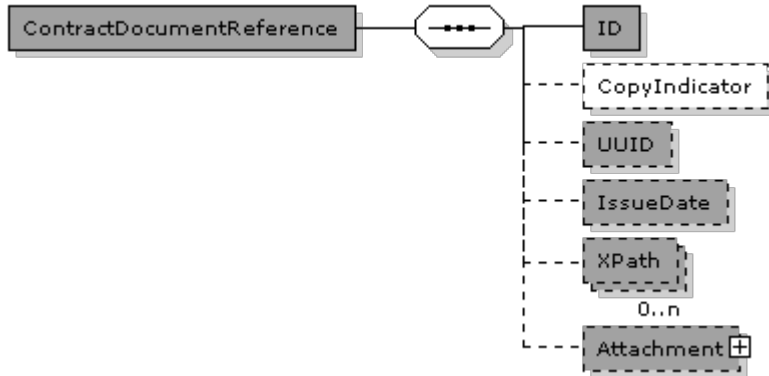 ContractDocumentReference
ID
CopyIndicator
UUID
IssueDate
XPath
0..n
Attachment